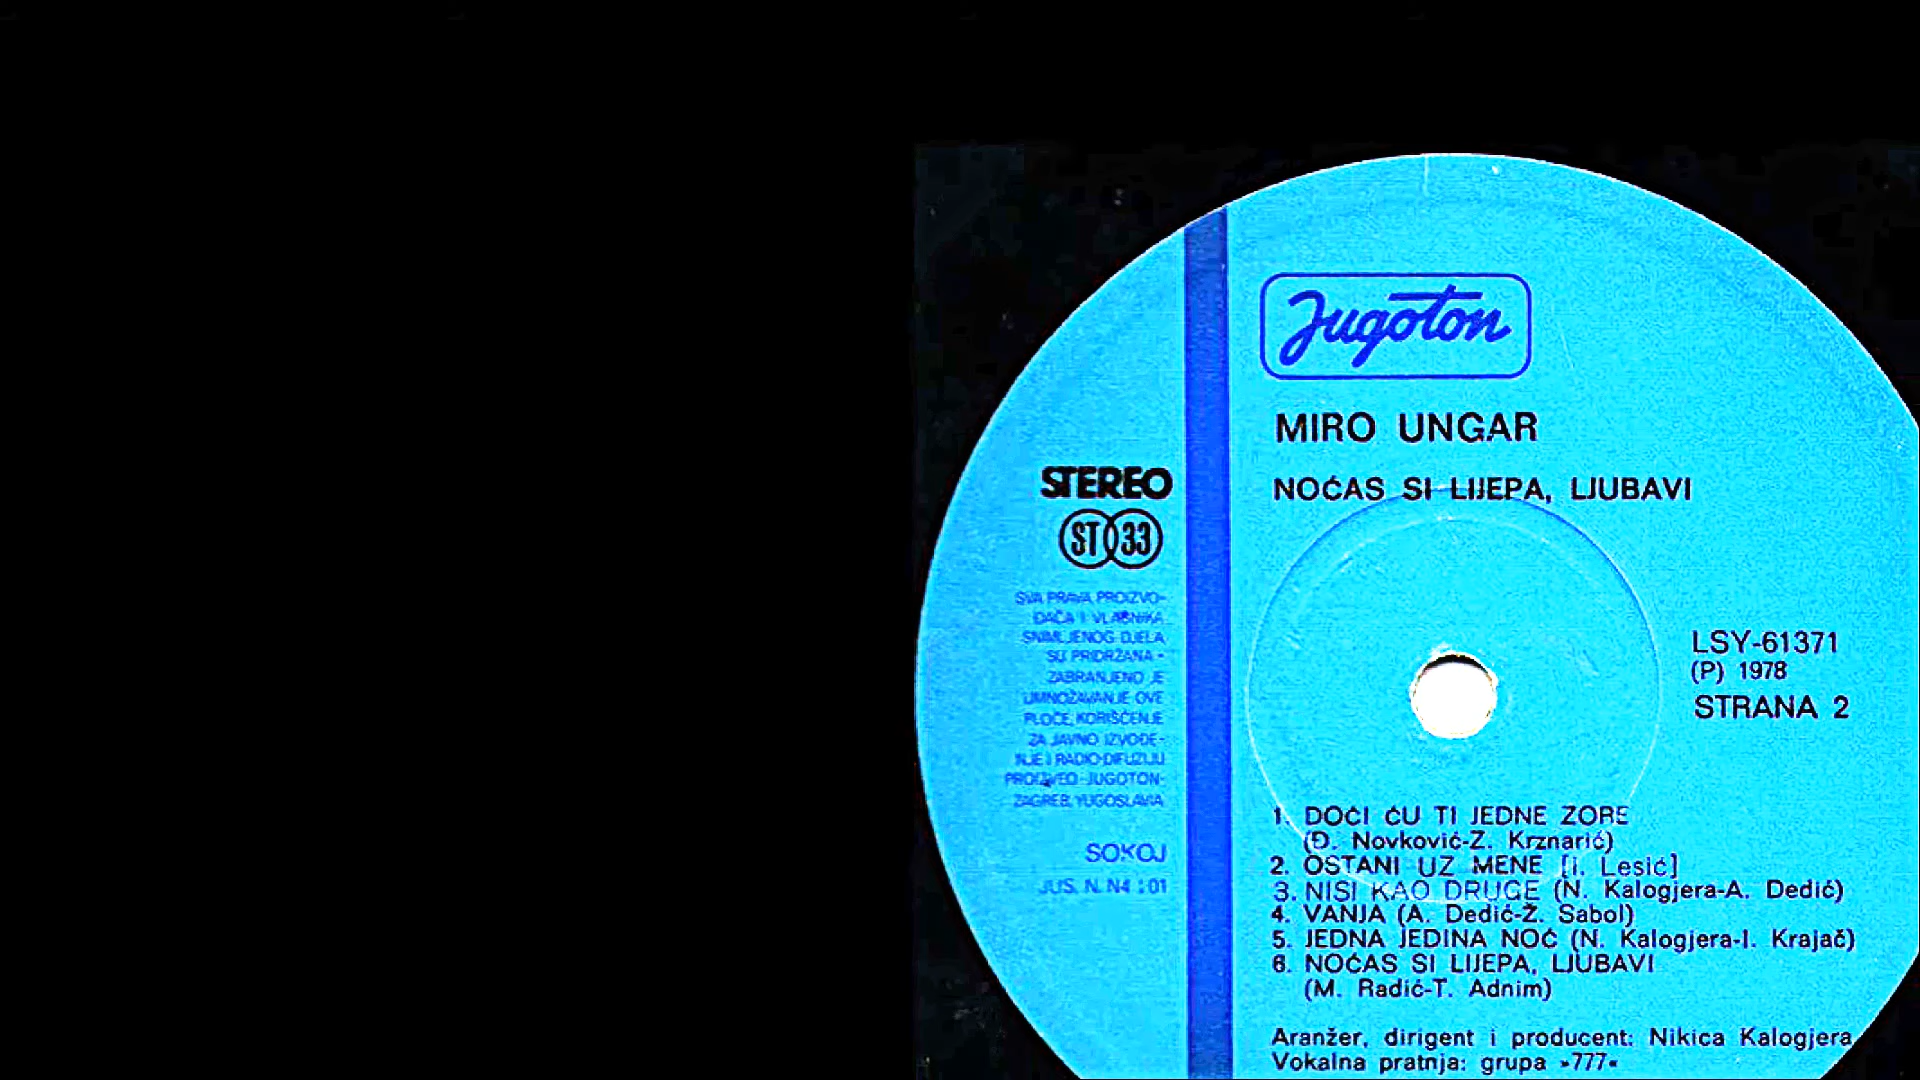 Jugoton
MIRO UNGAR
NOĆAS SI LIJEPA, LJUBAVI
STEREO
ST 33
SVA PRAVA PROIZVO-
ĐAČA I VLASNIKA
SNIMLJENOG DJELA
SU PRIDRŽANA -
ZABRANJENO JE
UMNOŽAVANJE OVE
PLOČE, KORIŠĆENJE
ZA JAVNO IZVOĐE-
NJE I RADIO-DIFUZIJU
PROIZVEO JUGOTON-
ZAGREB, YUGOSLAVIA
SOKOJ
JUS. N. N4 101
LSY-61371
(P) 1978
STRANA 2
1. DOĆI ĆU TI JEDNE ZORE
(Đ. Novković-Z. Krznarić)
2. OSTANI UZ MENE [I. Lesić]
3. NISI KAO DRUGE (N. Kalogjera-A. Dedić)
4. VANJA (A. Dedić-Ž. Sabol)
5. JEDNA JEDINA NOĆ (N. Kalogjera-I. Krajač)
6. NOĆAS SI LIJEPA, LJUBAVI
(M. Radić-T. Adnim)
Aranžer, dirigent i producent: Nikica Kalogjera
Vokalna pratnja: grupa »777«